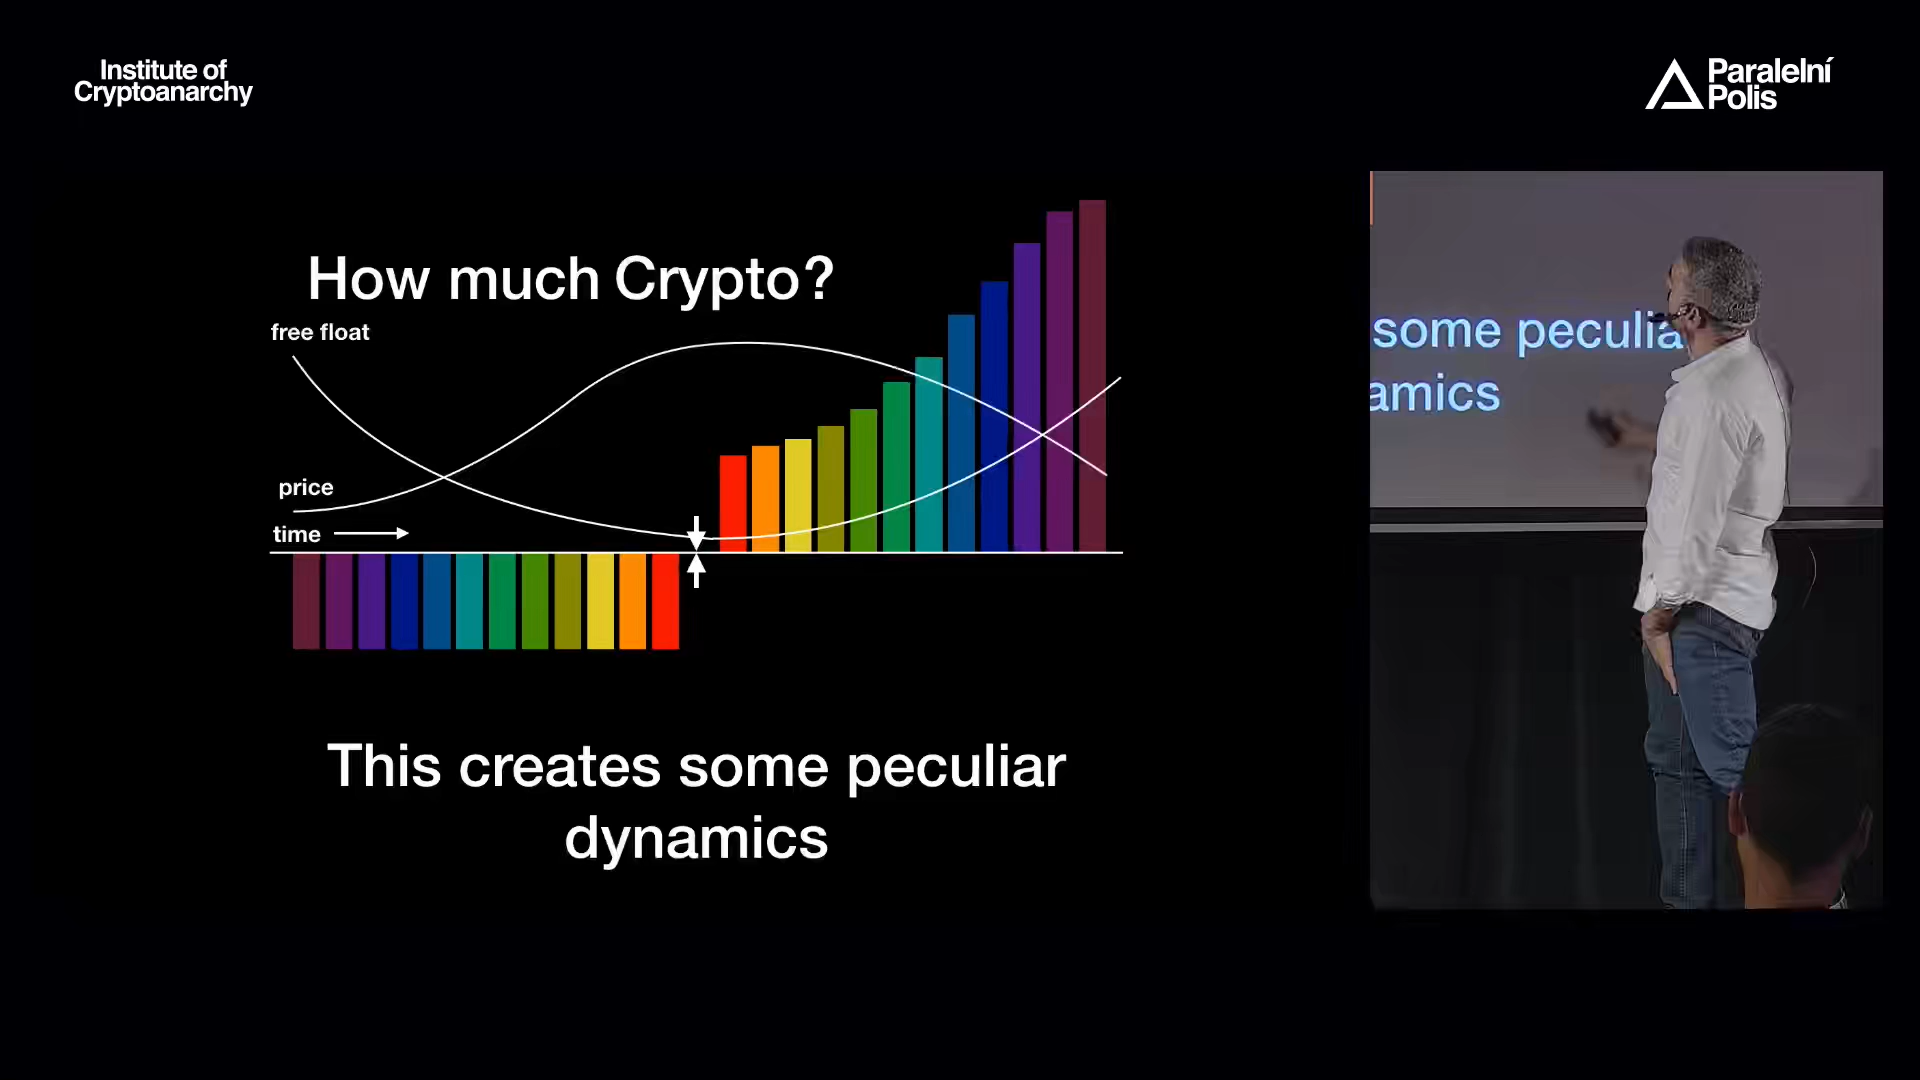 Institute of
Cryptoanarchy
Paralelní
Polis
How much Crypto?
free float
price
time
This creates some peculiar
dynamics
some peculia
amics